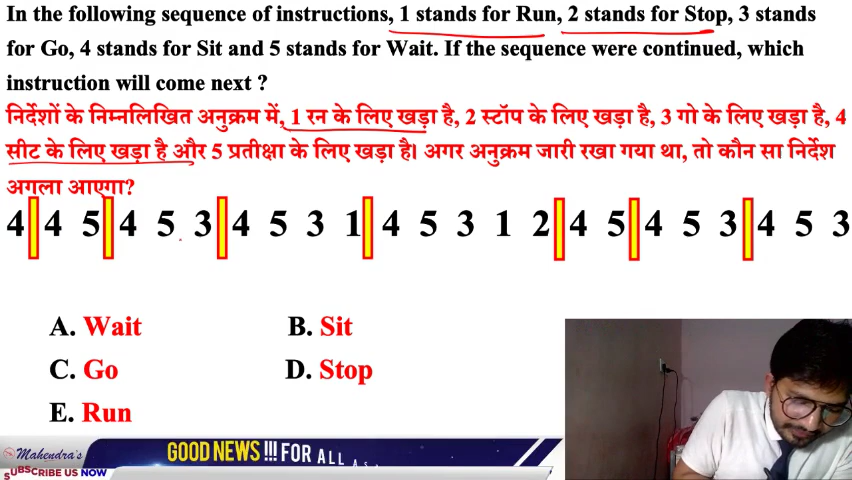 In the following sequence of instructions, 1 stands for Run, 2 stands for Stop, 3 stands
for Go, 4 stands for Sit and 5 stands for Wait. If the sequence were continued, which
instruction will come next ?
निर्देशों के निम्नलिखित अनुक्रम में, 1 रन के लिए खड़ा है, 2 स्टॉप के लिए खड़ा है, 3 गो के लिए खड़ा है, 4
सीट के लिए खड़ा है और 5 प्रतीक्षा के लिए खड़ा है। अगर अनुक्रम जारी रखा गया था, तो कौन सा निर्देश
अगला आएगा?
4 4 5 4 5 3 4 5 3 1 4 5 3 1 2 4 5 4 5 3 4 5 3
A. Wait B. Sit
C. Go D. Stop
E. Run
Mahendra's GOOD NEWS !!! FOR ALL
SUBSCRIBE US NOW